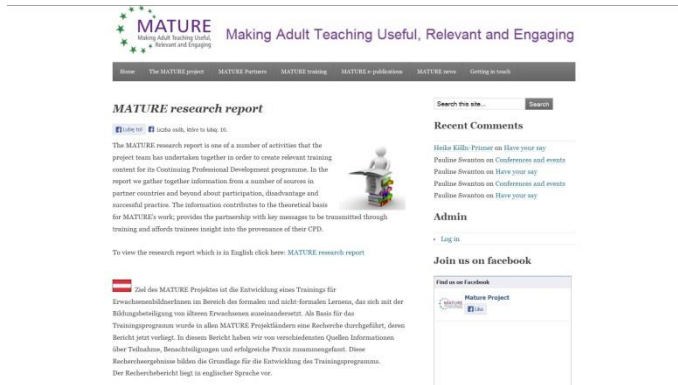 MATURE
Making Adult Teaching Useful,
Relevant and Engaging
Making Adult Teaching Useful, Relevant and Engaging
Home The MATURE project MATURE Partners MATURE training MATURE e-publications MATURE news Getting in touch
MATURE research report
Lubię to! Liczba osób, które to lubią: 10.
The MATURE research report is one of a number of activities that the
project team has undertaken together in order to create relevant training
content for its Continuing Professional Development programme. In the
report we gather together information from a number of sources in
partner countries and beyond about participation, disadvantage and
successful practice. The information contributes to the theoretical basis
for MATURE's work; provides the partnership with key messages to be transmitted through
training and affords trainees insight into the provenance of their CPD.
To view the research report which is in English click here: MATURE research report
Ziel des MATURE Projektes ist die Entwicklung eines Trainings für
ErwachsenenbildnerInnen im Bereich des formalen und nicht-formalen Lernens, das sich mit der
Bildungsbeteiligung von älteren Erwachsenen auseinandersetzt. Als Basis für das
Trainingsprogramm wurde in allen MATURE Projektländern eine Recherche durchgeführt, deren
Bericht jetzt vorliegt. In diesem Bericht haben wir von verschiedensten Quellen Informationen
über Teilnahme, Benachteiligungen und erfolgreiche Praxis zusammengefasst. Diese
Rechercheergebnisse bilden die Grundlage für die Entwicklung des Trainingsprogramms.
Der Recherchebericht liegt in englischer Sprache vor.
Search this site... Search
Recent Comments
Heike Kölln-Prisner on Have your say
Pauline Swanton on Conferences and events
Pauline Swanton on Have your say
Pauline Swanton on Conferences and events
Pauline Swanton on Have your say
Admin
Log in
Join us on facebook
Find us on Facebook
MATURE
Mature Project
Like